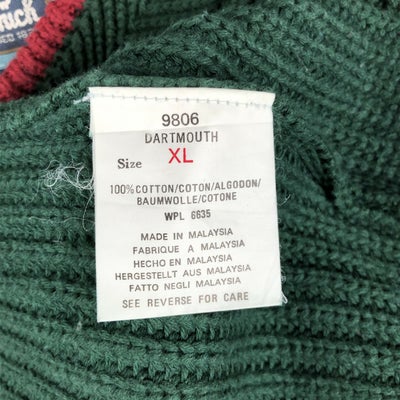 9806
DARTMOUTH
Size XL
100%COTTON/COTON/ALGODON/
BAUMWOLLE/COTONE
WPL 6635
MADE IN MALAYSIA
FABRIQUE A MALAYSIA
HECHO EN MALAYSIA
HERGESTELLT AUS MALAYSIA
FATTO NEGLI MALAYSIA
SEE REVERSE FOR CARE